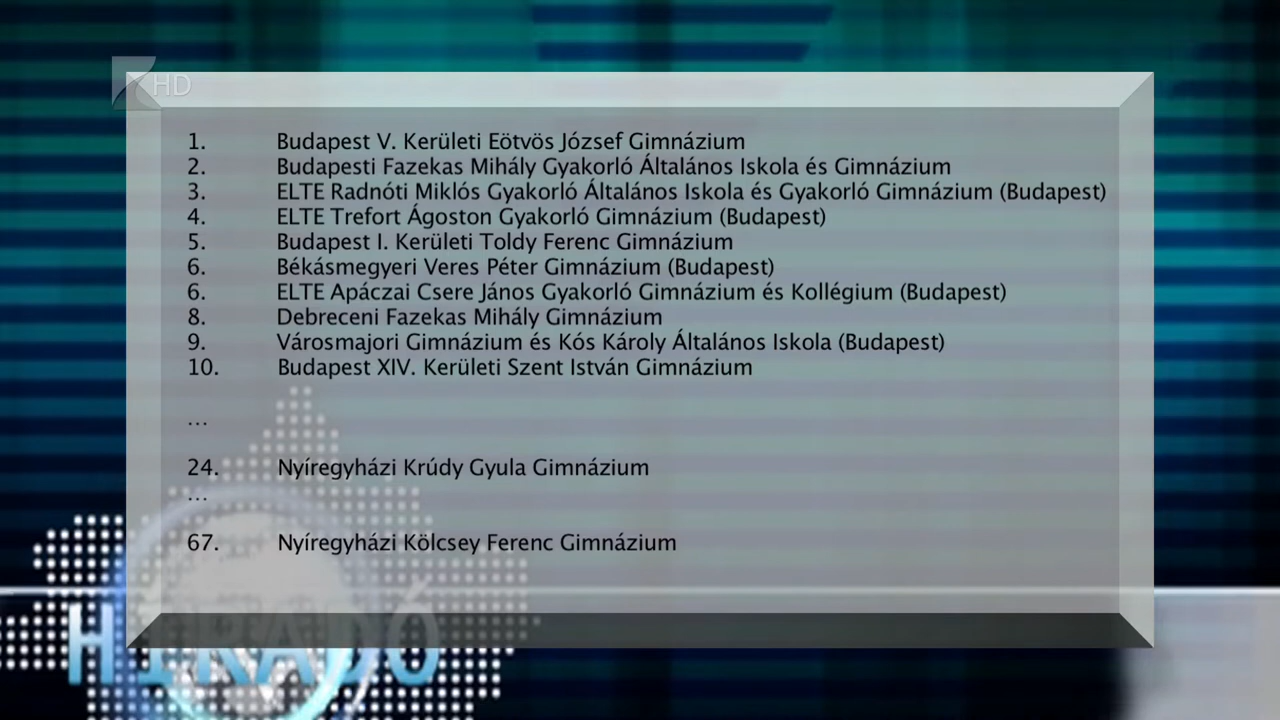 HD
1. Budapest V. Kerületi Eötvös József Gimnázium
2. Budapesti Fazekas Mihály Gyakorló Általános Iskola és Gimnázium
3. ELTE Radnóti Miklós Gyakorló Általános Iskola és Gyakorló Gimnázium (Budapest)
4. ELTE Trefort Ágoston Gyakorló Gimnázium (Budapest)
5. Budapest I. Kerületi Toldy Ferenc Gimnázium
6. Békásmegyeri Veres Péter Gimnázium (Budapest)
6. ELTE Apáczai Csere János Gyakorló Gimnázium és Kollégium (Budapest)
8. Debreceni Fazekas Mihály Gimnázium
9. Városmajori Gimnázium és Kós Károly Általános Iskola (Budapest)
10. Budapest XIV. Kerületi Szent István Gimnázium
...
24. Nyíregyházi Krúdy Gyula Gimnázium
...
67. Nyíregyházi Kölcsey Ferenc Gimnázium
HÍRADÓ